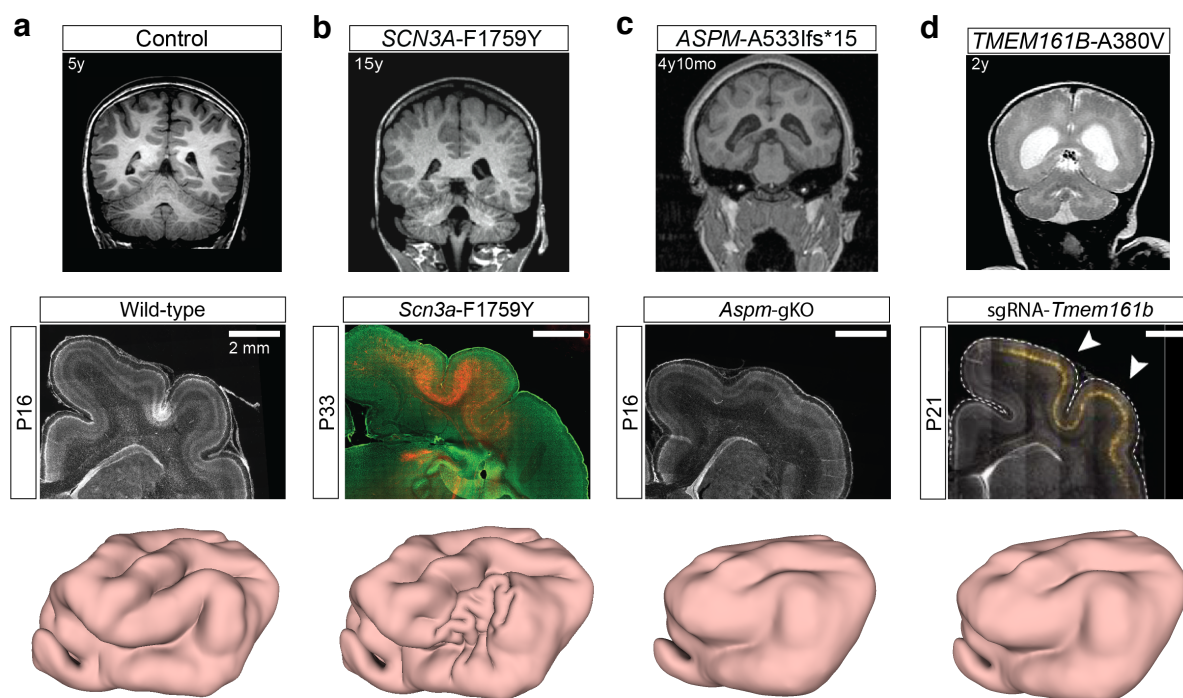 a
Control
5y
b
SCN3A-F1759Y
15y
c
ASPM-A533Ifs*15
4y10mo
d
TMEM161B-A380V
2y
Wild-type
P16
2 mm
Scn3a-F1759Y
P33
Aspm-gKO
P16
sgRNA-Tmem161b
P21